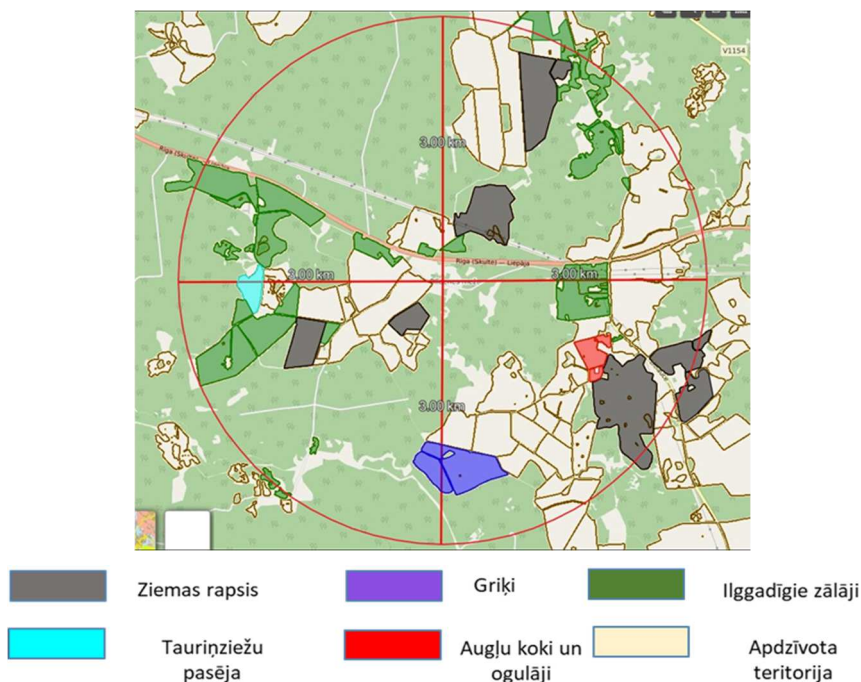 V1154
3.00 km
Rīga (Skulte) — Liepāja
3.00 km
Rīga (Skulte) — Liepāja
3.00 km
3.00 km
Ziemas rapsis
Griķi
Ilggadīgie zālāji
Tauriņziežu
pasēja
Augļu koki un
ogulāji
Apdzīvota
teritorija